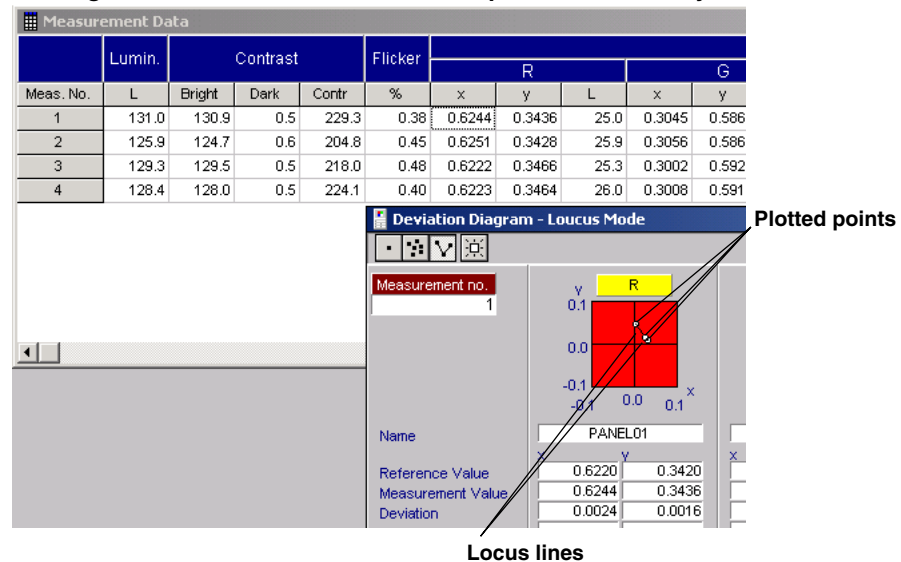 Measurement Data
Lumin. Contrast Flicker
R G
Meas. No. L Bright Dark Contr % x y L x y
1 131.0 130.9 0.5 229.3 0.38 0.6244 0.3436 25.0 0.3045 0.586
2 125.9 124.7 0.6 204.8 0.45 0.6251 0.3428 25.9 0.3056 0.586
3 129.3 129.5 0.5 218.0 0.48 0.6222 0.3466 25.3 0.3002 0.592
4 128.4 128.0 0.5 224.1 0.40 0.6223 0.3464 26.0 0.3008 0.591
Deviation Diagram - Loucus Mode
Plotted points
Measurement no.
1
R
Y
0.1
0.0
-0.1
-0.1 0.0 0.1 x
Name PANEL01
x y x
Reference Value 0.6220 0.3420
Measurement Value 0.6244 0.3436
Deviation 0.0024 0.0016
Locus lines